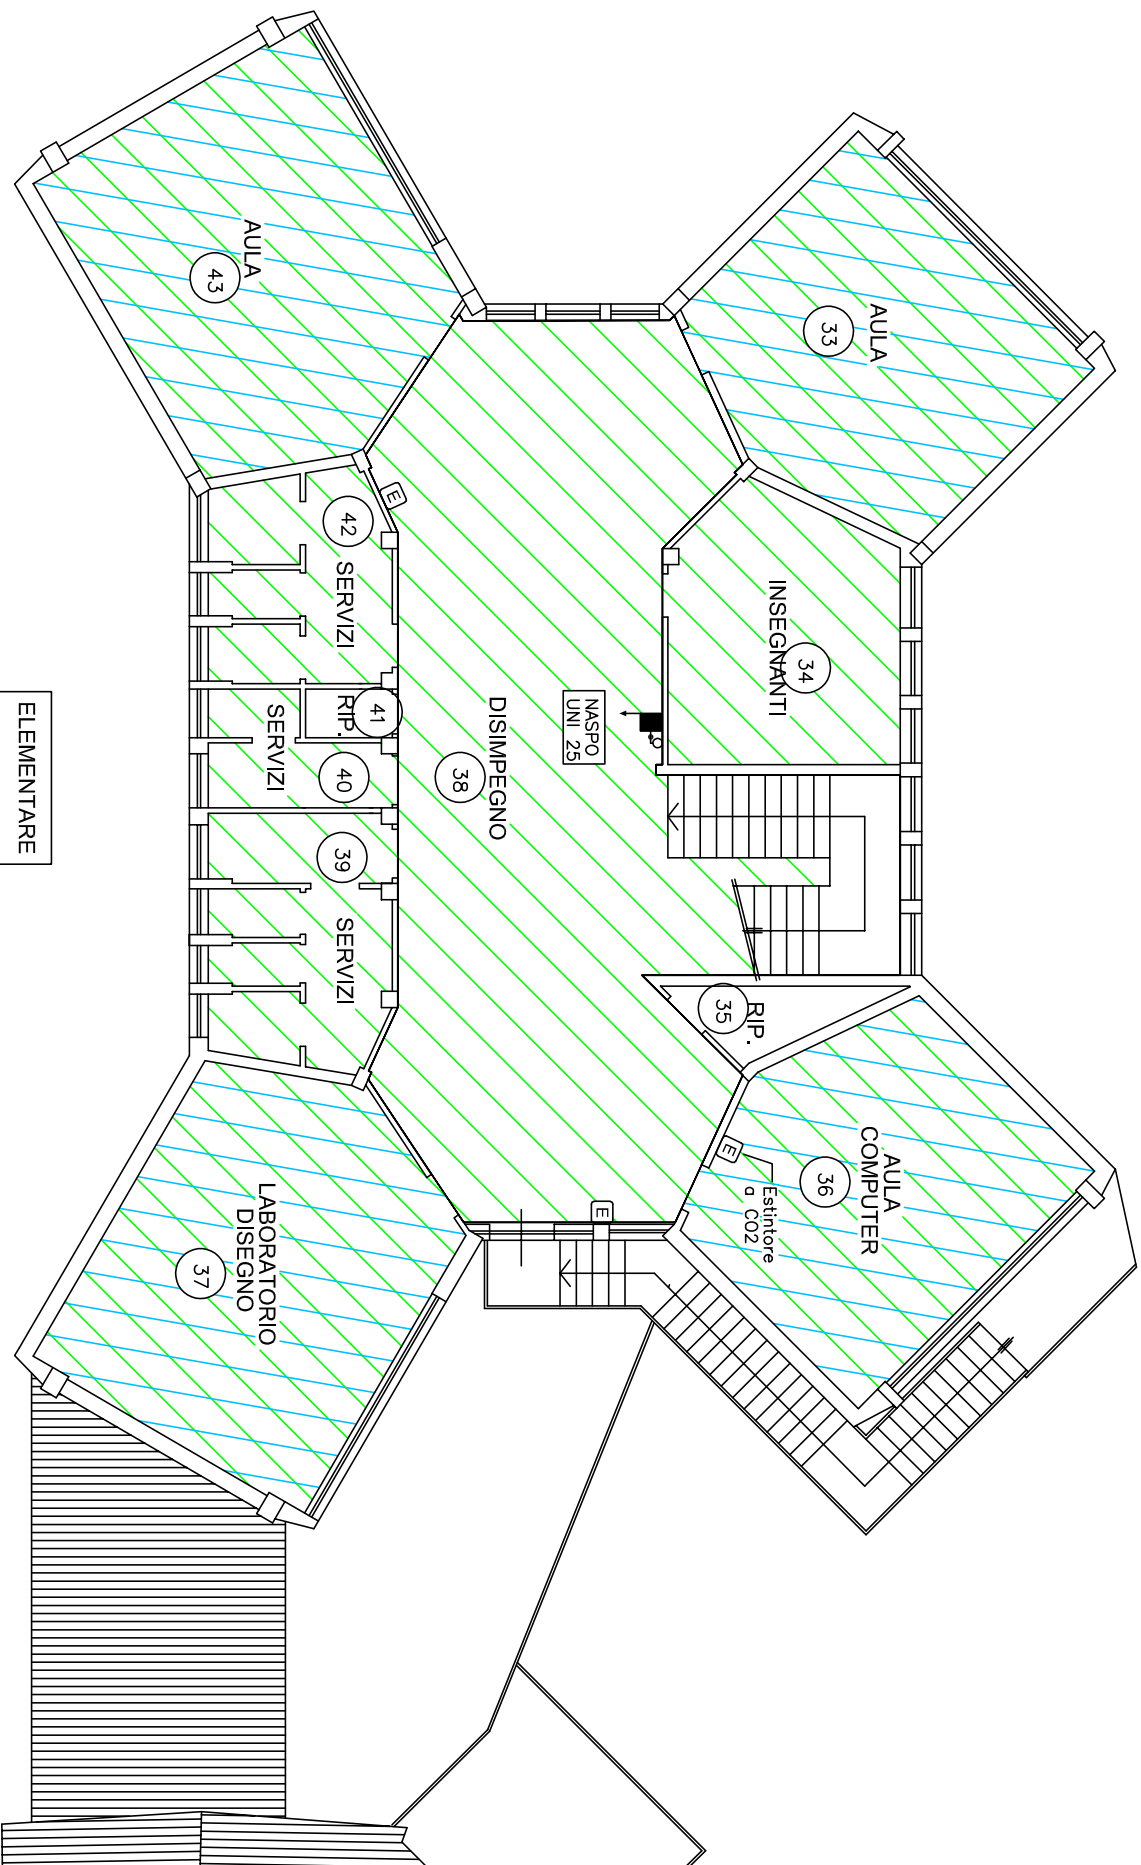 AULA
33
INSEGNANTI
34
RIP.
35
AULA
COMPUTER
36
Estintore
a CO2
E
NASPO
UNI 25
DISIMPEGNO
38
E
E
AULA
43
42
SERVIZI
41
RIP.
SERVIZI
40
39
SERVIZI
LABORATORIO
DISEGNO
37
ELEMENTARE